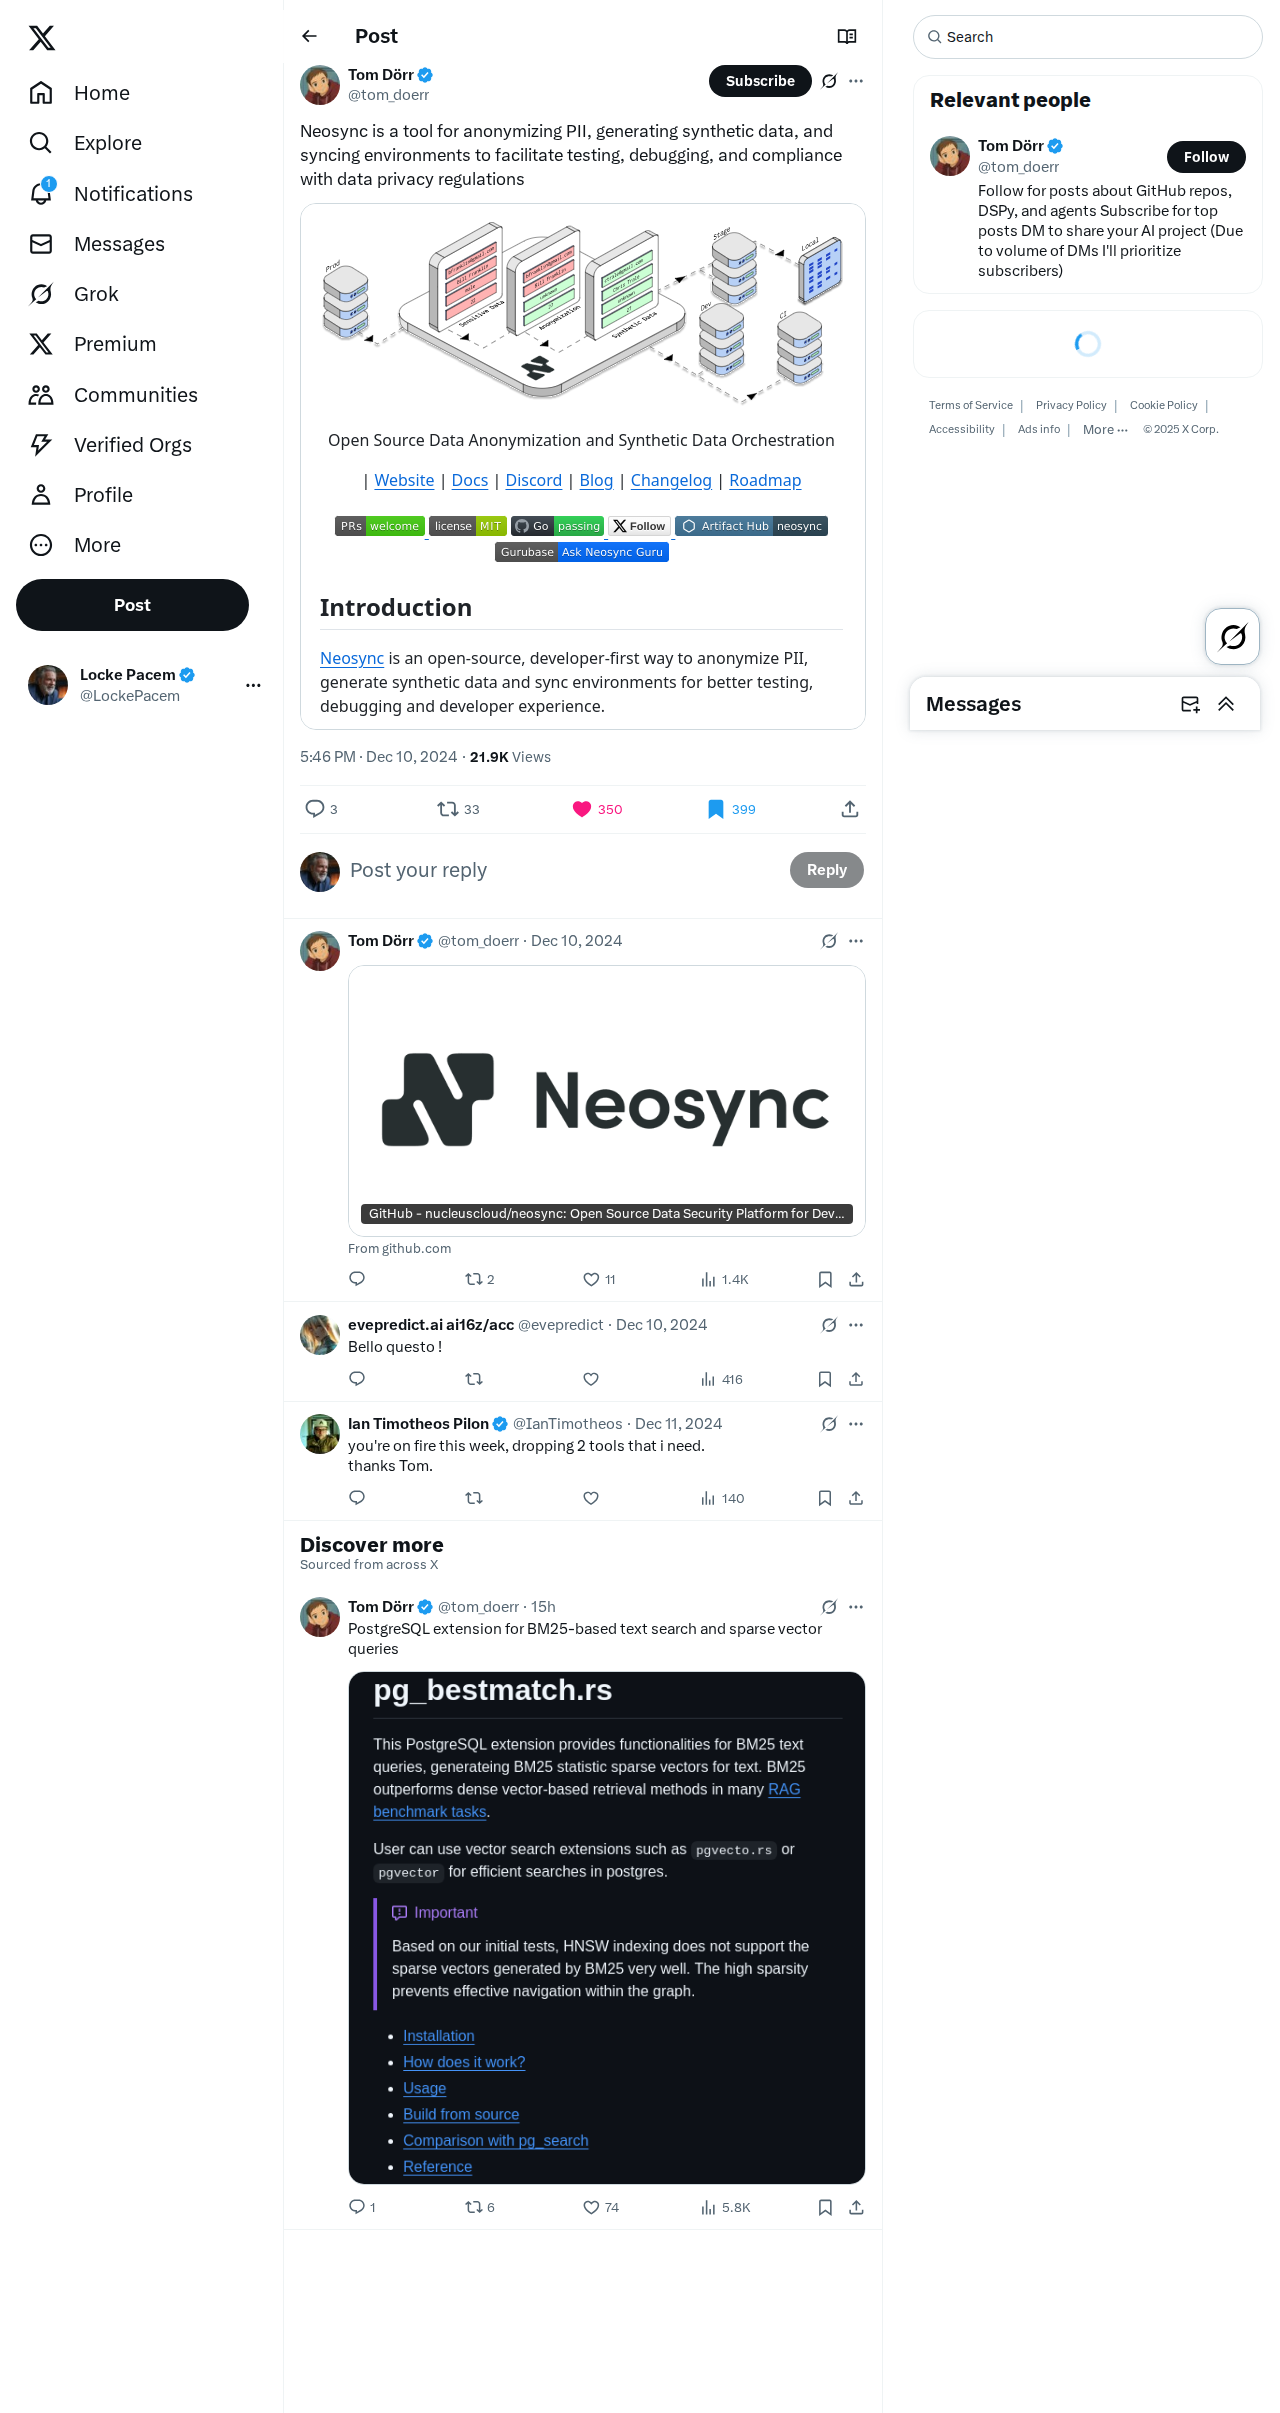 Home
Explore
1
Notifications
Messages
Grok
Premium
Communities
Verified Orgs
Profile
More
Post
Locke Pacem
@LockePacem
Post
Tom Dörr
@tom_doerr
Subscribe
Neosync is a tool for anonymizing PII, generating synthetic data, and
syncing environments to facilitate testing, debugging, and compliance
with data privacy regulations
Prod
Sensitive Data
Anonymization
Synthetic Data
Stage
Local
Dev
CI
Open Source Data Anonymization and Synthetic Data Orchestration
| Website | Docs | Discord | Blog | Changelog | Roadmap
PRs welcome license MIT Go passing Follow Artifact Hub neosync
Gurubase Ask Neosync Guru
Introduction
Neosync is an open-source, developer-first way to anonymize PII,
generate synthetic data and sync environments for better testing,
debugging and developer experience.
5:46 PM · Dec 10, 2024 · 21.9K Views
3 33 350 399
Post your reply
Reply
Tom Dörr @tom_doerr · Dec 10, 2024
Neosync
GitHub - nucleuscloud/neosync: Open Source Data Security Platform for Dev...
From github.com
2 11 1.4K
evepredict.ai ai16z/acc @evepredict · Dec 10, 2024
Bello questo !
416
Ian Timotheos Pilon @IanTimotheos · Dec 11, 2024
you're on fire this week, dropping 2 tools that i need.
thanks Tom.
140
Discover more
Sourced from across X
Tom Dörr @tom_doerr · 15h
PostgreSQL extension for BM25-based text search and sparse vector
queries
pg_bestmatch.rs
This PostgreSQL extension provides functionalities for BM25 text
queries, generateing BM25 statistic sparse vectors for text. BM25
outperforms dense vector-based retrieval methods in many RAG
benchmark tasks.
User can use vector search extensions such as pgvecto.rs or
pgvector for efficient searches in postgres.
Important
Based on our initial tests, HNSW indexing does not support the
sparse vectors generated by BM25 very well. The high sparsity
prevents effective navigation within the graph.
Installation
How does it work?
Usage
Build from source
Comparison with pg_search
Reference
1 6 74 5.8K
Search
Relevant people
Tom Dörr
@tom_doerr
Follow
Follow for posts about GitHub repos,
DSPy, and agents Subscribe for top
posts DM to share your AI project (Due
to volume of DMs I'll prioritize
subscribers)
Terms of Service | Privacy Policy | Cookie Policy |
Accessibility | Ads info | More ··· © 2025 X Corp.
Messages